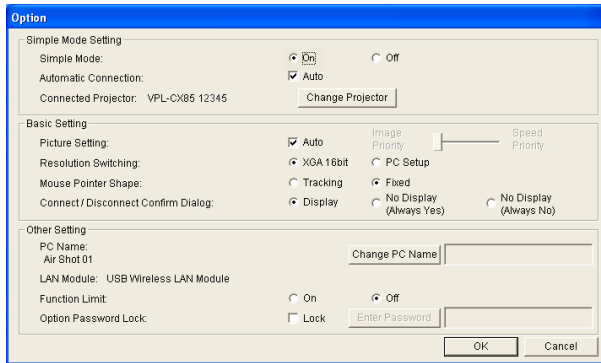 Option
Simple Mode Setting
Simple Mode: On Off
Automatic Connection: Auto
Connected Projector: VPL-CX85 12345 Change Projector
Basic Setting
Picture Setting: Auto Image Priority Speed Priority
Resolution Switching: XGA 16bit PC Setup
Mouse Pointer Shape: Tracking Fixed
Connect / Disconnect Confirm Dialog: Display No Display (Always Yes) No Display (Always No)
Other Setting
PC Name:
Air Shot 01 Change PC Name
LAN Module: USB Wireless LAN Module
Function Limit: On Off
Option Password Lock: Lock Enter Password
OK Cancel